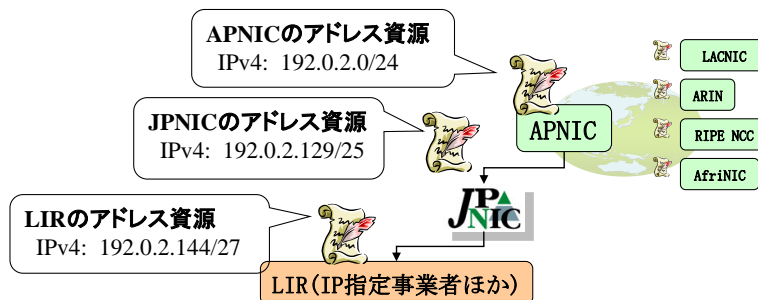 APNICのアドレス資源
IPv4: 192.0.2.0/24
LACNIC
ARIN
JPNICのアドレス資源
IPv4: 192.0.2.129/25
APNIC
RIPE NCC
AfriNIC
JPNIC
LIRのアドレス資源
IPv4: 192.0.2.144/27
LIR(IP指定事業者ほか)